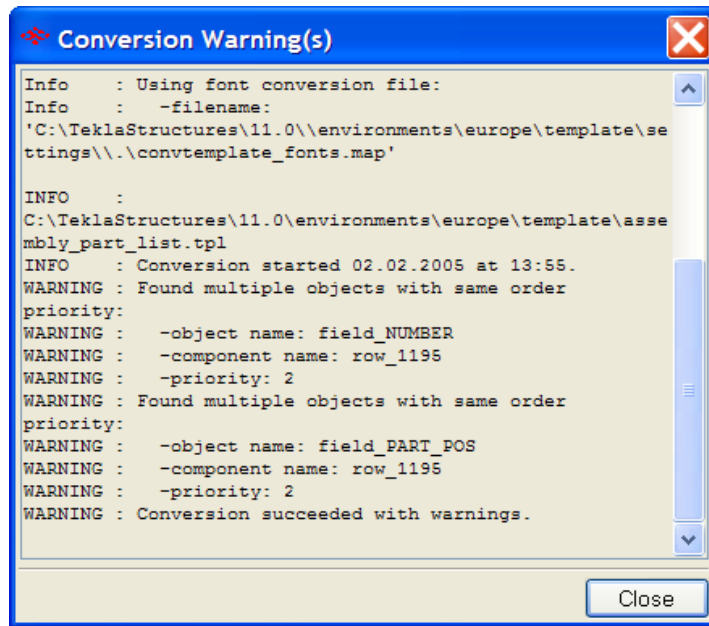 Conversion Warning(s)
Info    : Using font conversion file:
Info    :   -filename:
'C:\TeklaStructures\11.0\\environments\europe\template\se
ttings\\.\convtemplate_fonts.map'
INFO    :
C:\TeklaStructures\11.0\environments\europe\template\asse
mbly_part_list.tpl
INFO    : Conversion started 02.02.2005 at 13:55.
WARNING : Found multiple objects with same order
priority:
WARNING :   -object name: field_NUMBER
WARNING :   -component name: row_1195
WARNING :   -priority: 2
WARNING : Found multiple objects with same order
priority:
WARNING :   -object name: field_PART_POS
WARNING :   -component name: row_1195
WARNING :   -priority: 2
WARNING : Conversion succeeded with warnings.
Close